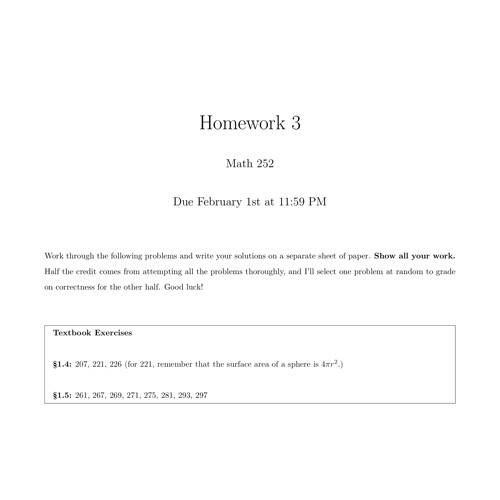 Homework 3
Math 252
Due February 1st at 11:59 PM
Work through the following problems and write your solutions on a separate sheet of paper. Show all your work.
Half the credit comes from attempting all the problems thoroughly, and I'll select one problem at random to grade
on correctness for the other half. Good luck!
Textbook Exercises
§1.4: 207, 221, 226 (for 221, remember that the surface area of a sphere is 4πr².)
§1.5: 261, 267, 269, 271, 275, 281, 293, 297